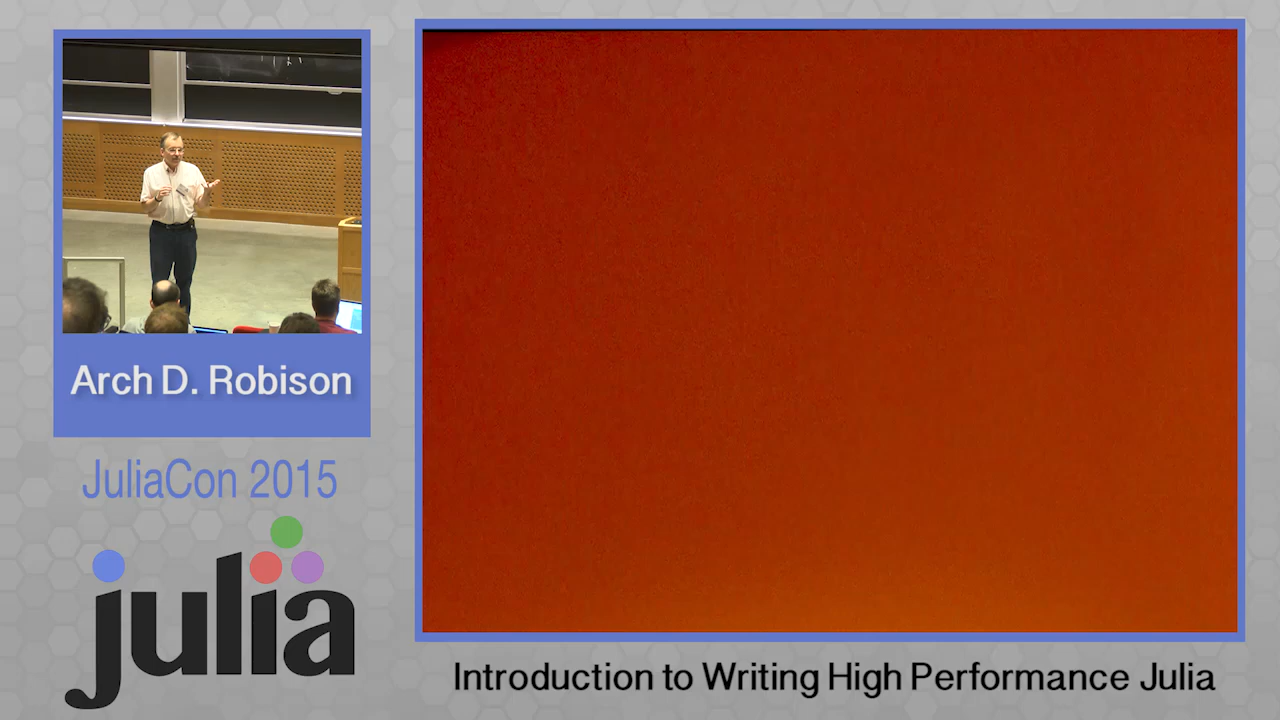 Arch D. Robison
JuliaCon 2015
julia
Introduction to Writing High Performance Julia